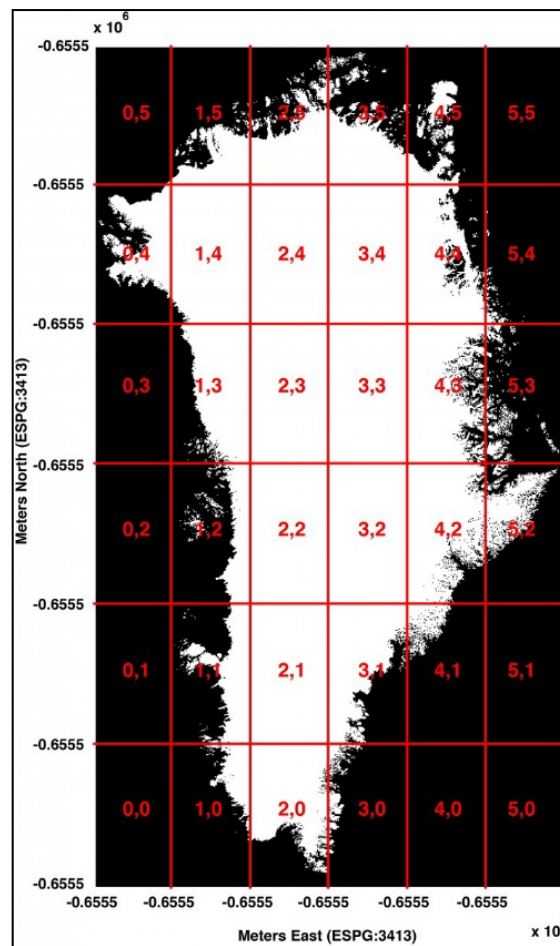 x 10⁶
-0.6555
0,5 1,5 2,5 3,5 4,5 5,5
-0.6555
0,4 1,4 2,4 3,4 4,4 5,4
-0.6555
0,3 1,3 2,3 3,3 4,3 5,3
Meters North (ESPG:3413)
-0.6555
0,2 1,2 2,2 3,2 4,2 5,2
-0.6555
0,1 1,1 2,1 3,1 4,1 5,1
-0.6555
0,0 1,0 2,0 3,0 4,0 5,0
-0.6555
-0.6555 -0.6555 -0.6555 -0.6555 -0.6555
Meters East (ESPG:3413)
x 10